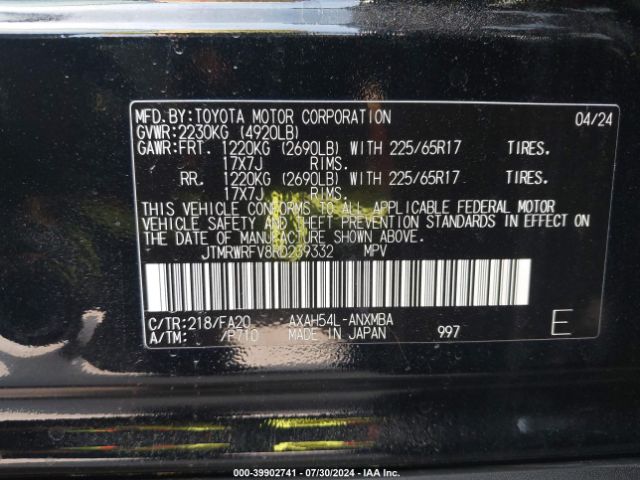 MFD.BY:TOYOTA MOTOR CORPORATION 04/24
GVWR:2230KG (4920LB)
GAWR:FRT. 1220KG (2690LB) WITH 225/65R17 TIRES.
17X7J RIMS.
RR. 1220KG (2690LB) WITH 225/65R17 TIRES.
17X7J RIMS.
THIS VEHICLE CONFORMS TO ALL APPLICABLE FEDERAL MOTOR
VEHICLE SAFETY AND THEFT PREVENTION STANDARDS IN EFFECT ON
THE DATE OF MANUFACTURE SHOWN ABOVE.
JTMRWRFV8RD239332 MPV
C/TR:218/FA20 AXAH54L-ANXMBA
A/TM: /P710 MADE IN JAPAN 997 E
000-39902741 - 07/30/2024 - IAA Inc.